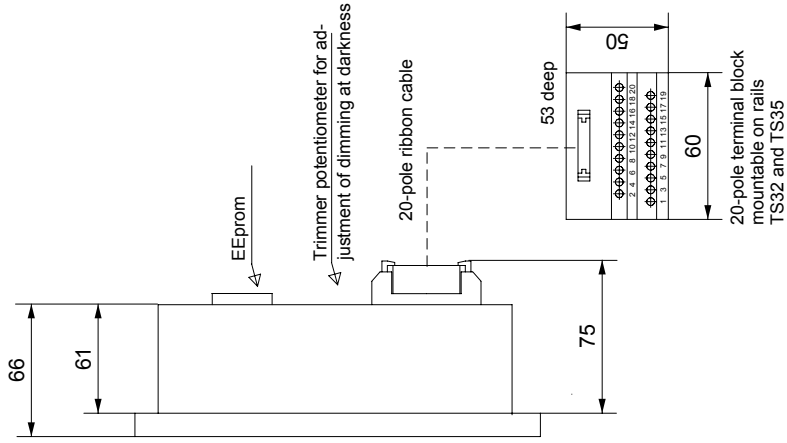 66
61
EEprom
Trimmer potentiometer for ad-
justment of dimming at darkness
20-pole ribbon cable
75
53 deep
50
2 4 6 8 10 12 14 16 18 20
1 3 5 7 9 11 13 15 17 19
60
20-pole terminal block
mountable on rails
TS32 and TS35